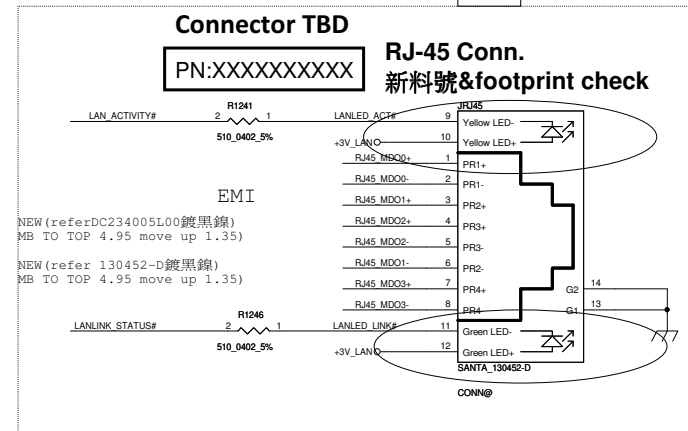 Connector TBD
PN:XXXXXXXXXX
RJ-45 Conn.
新料號&footprint check
LAN_ACTIVITY#
R1241
2 1
510_0402_5%
LANLED_ACT#
+3V_LAN
JRJ45
9 Yellow LED-
10 Yellow LED+
RJ45_MDO0+ 1 PR1+
RJ45_MDO0- 2 PR1-
RJ45_MDO1+ 3 PR2+
RJ45_MDO2+ 4 PR3+
RJ45_MDO2- 5 PR3-
RJ45_MDO1- 6 PR2-
RJ45_MDO3+ 7 PR4+
RJ45_MDO3- 8 PR4-
EMI
NEW(referDC234005L00鍍黑鎳)
MB TO TOP 4.95 move up 1.35)
NEW(refer 130452-D鍍黑鎳)
MB TO TOP 4.95 move up 1.35)
G2 14
G1 13
LANLINK_STATUS#
R1246
2 1
510_0402_5%
LANLED_LINK#
+3V_LAN
11 Green LED-
12 Green LED+
SANTA_130452-D
CONN@